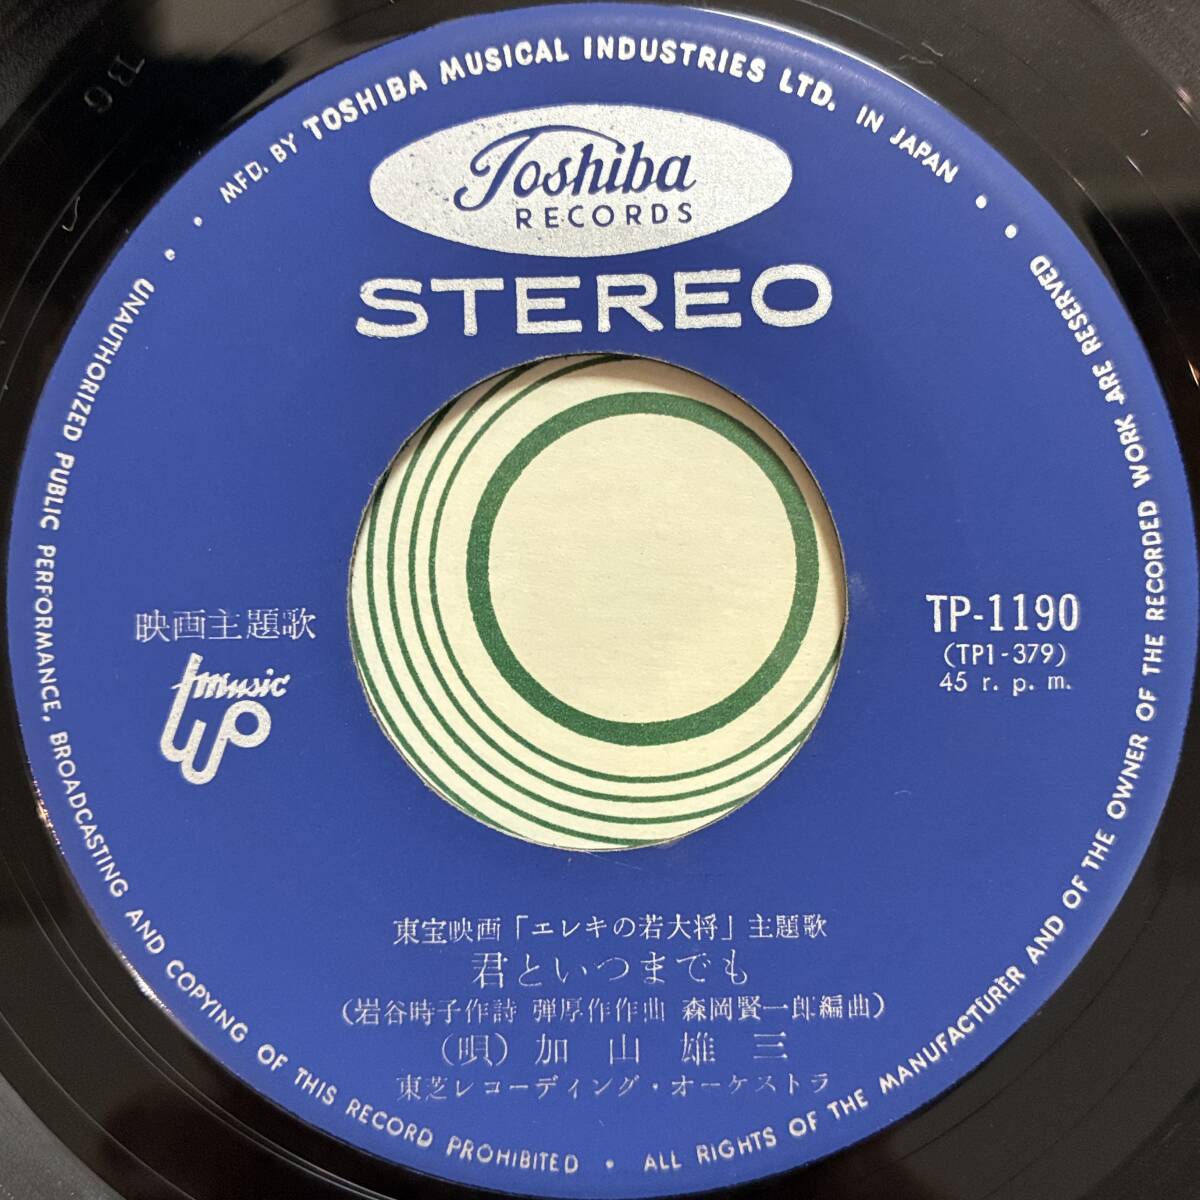 MFD. BY TOSHIBA MUSICAL INDUSTRIES LTD. IN JAPAN
Toshiba
RECORDS
STEREO
映画主題歌
music
up
TP-1190
(TP1-379)
45 r. p. m.
東宝映画「エレキの若大将」主題歌
君といつまでも
(岩谷時子作詩 弾厚作作曲 森岡賢一郎編曲)
(唄) 加山雄三
東芝レコーディング・オーケストラ
UNAUTHORIZED PUBLIC PERFORMANCE, BROADCASTING AND COPYING OF THIS RECORD PROHIBITED • ALL RIGHTS OF THE MANUFACTURER AND OF THE OWNER OF THE RECORDED WORK ARE RESERVED